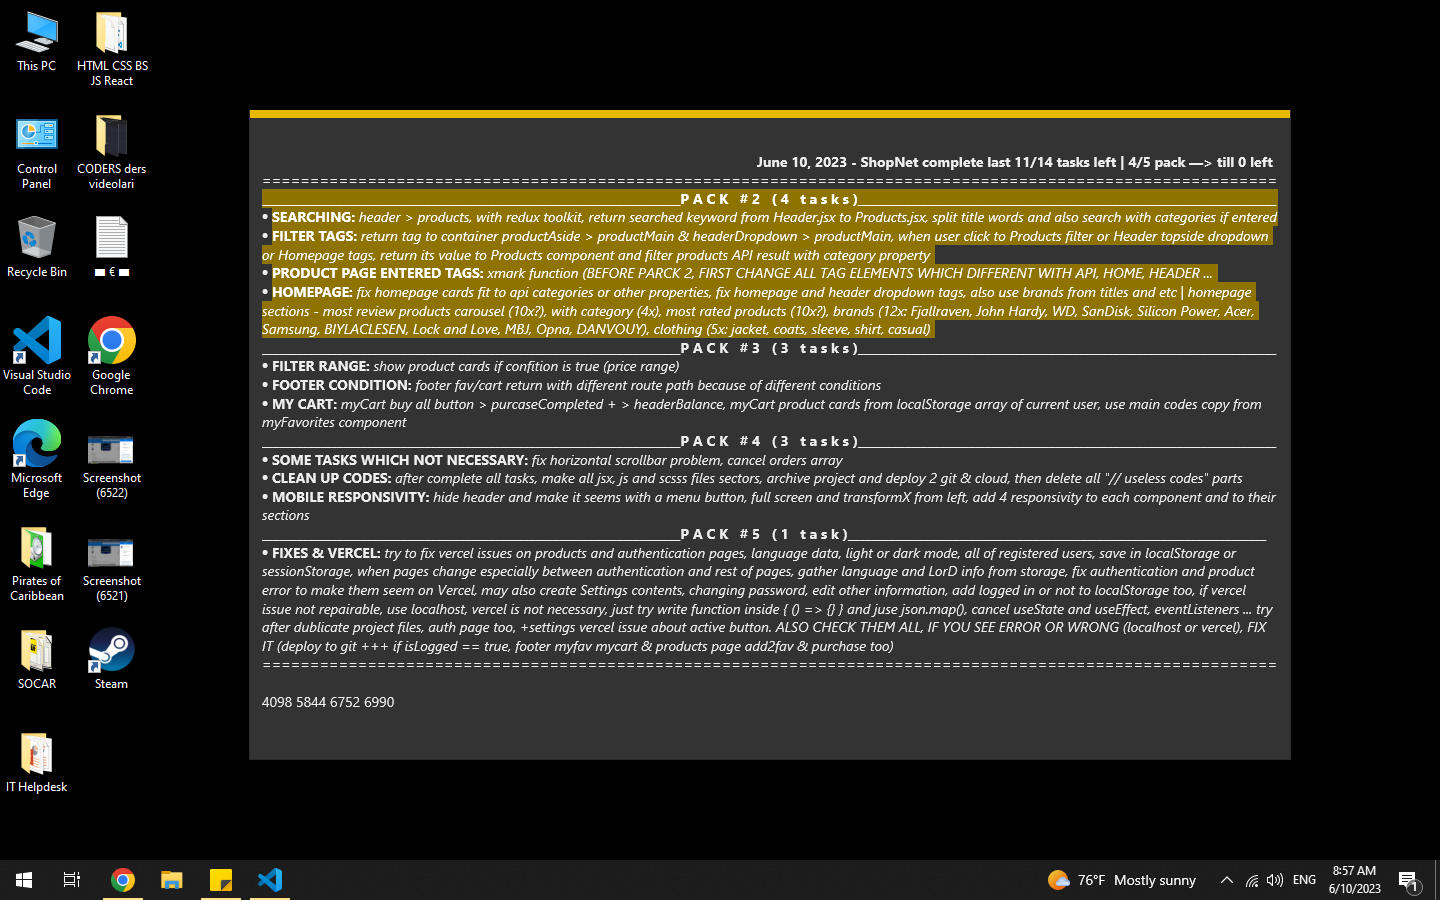 This PC
HTML CSS BS
JS React
Control
Panel
CODERS ders
videolari
Recycle Bin
€
Visual Studio
Code
Google
Chrome
Microsoft
Edge
Screenshot
(6522)
Pirates of
Caribbean
Screenshot
(6521)
SOCAR
Steam
IT Helpdesk
June 10, 2023 - ShopNet complete last 11/14 tasks left | 4/5 pack —> till 0 left
PACK #2 (4 tasks)
• SEARCHING: header > products, with redux toolkit, return searched keyword from Header.jsx to Products.jsx, split title words and also search with categories if entered
• FILTER TAGS: return tag to container productAside > productMain & headerDropdown > productMain, when user click to Products filter or Header topside dropdown
or Homepage tags, return its value to Products component and filter products API result with category property
• PRODUCT PAGE ENTERED TAGS: xmark function (BEFORE PARCK 2, FIRST CHANGE ALL TAG ELEMENTS WHICH DIFFERENT WITH API, HOME, HEADER ...
• HOMEPAGE: fix homepage cards fit to api categories or other properties, fix homepage and header dropdown tags, also use brands from titles and etc | homepage
sections - most review products carousel (10x?), with category (4x), most rated products (10x?), brands (12x: Fjallraven, John Hardy, WD, SanDisk, Silicon Power, Acer,
Samsung, BIYLACLESEN, Lock and Love, MBJ, Opna, DANVOUY), clothing (5x: jacket, coats, sleeve, shirt, casual)
PACK #3 (3 tasks)
• FILTER RANGE: show product cards if confition is true (price range)
• FOOTER CONDITION: footer fav/cart return with different route path because of different conditions
• MY CART: myCart buy all button > purcaseCompleted + > headerBalance, myCart product cards from localStorage array of current user, use main codes copy from
myFavorites component
PACK #4 (3 tasks)
• SOME TASKS WHICH NOT NECESSARY: fix horizontal scrollbar problem, cancel orders array
• CLEAN UP CODES: after complete all tasks, make all jsx, js and scsss files sectors, archive project and deploy 2 git & cloud, then delete all "// useless codes" parts
• MOBILE RESPONSIVITY: hide header and make it seems with a menu button, full screen and transformX from left, add 4 responsivity to each component and to their
sections
PACK #5 (1 task)
• FIXES & VERCEL: try to fix vercel issues on products and authentication pages, language data, light or dark mode, all of registered users, save in localStorage or
sessionStorage, when pages change especially between authentication and rest of pages, gather language and LorD info from storage, fix authentication and product
error to make them seem on Vercel, may also create Settings contents, changing password, edit other information, add logged in or not to localStorage too, if vercel
issue not repairable, use localhost, vercel is not necessary, just try write function inside { () => {} } and juse json.map(), cancel useState and useEffect, eventListeners ... try
after dublicate project files, auth page too, +settings vercel issue about active button. ALSO CHECK THEM ALL, IF YOU SEE ERROR OR WRONG (localhost or vercel), FIX
IT (deploy to git +++ if isLogged == true, footer myfav mycart & products page add2fav & purchase too)
4098 5844 6752 6990
76°F Mostly sunny
ENG
8:57 AM
6/10/2023
1